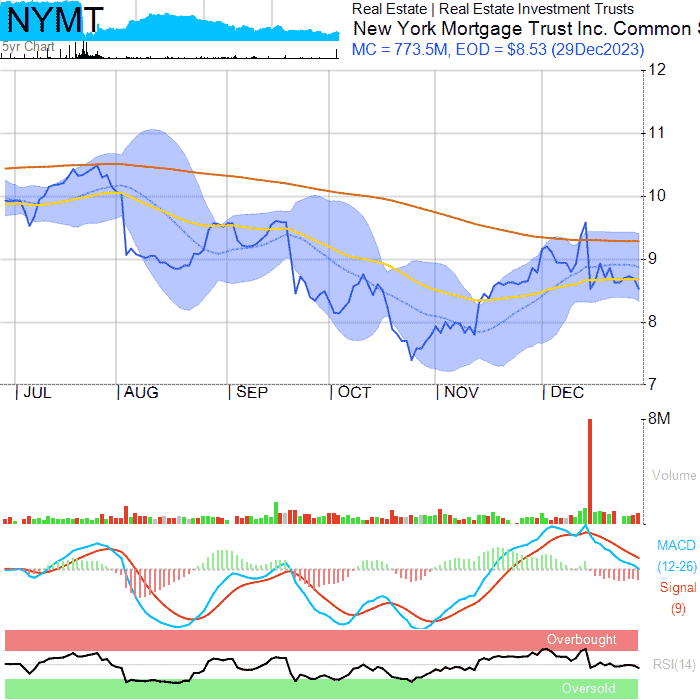 NYMT
5yr Chart
Real Estate | Real Estate Investment Trusts
New York Mortgage Trust Inc. Common S
MC = 773.5M, EOD = $8.53 (29Dec2023)
12
11
10
9
8
7
| JUL | AUG | SEP | OCT | NOV | DEC
8M
Volume
MACD
(12-26)
Signal
(9)
Overbought
RSI(14)
Oversold